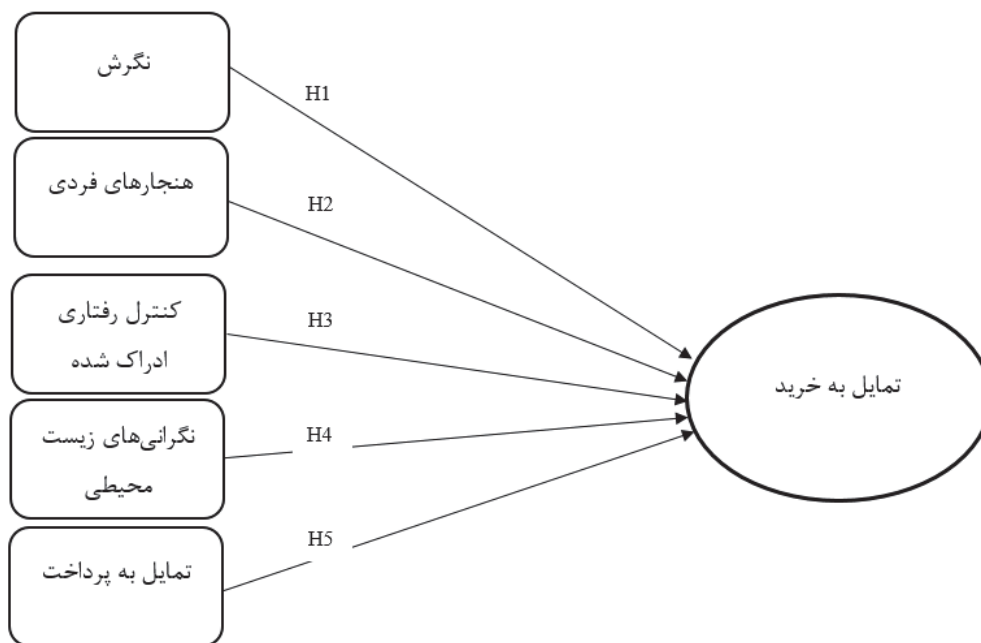 نگرش
H1
هنجارهای فردی
H2
کنترل رفتاری
ادراک شده
H3
نگرانی‌های زیست
محیطی
H4
تمایل به پرداخت
H5
تمایل به خرید